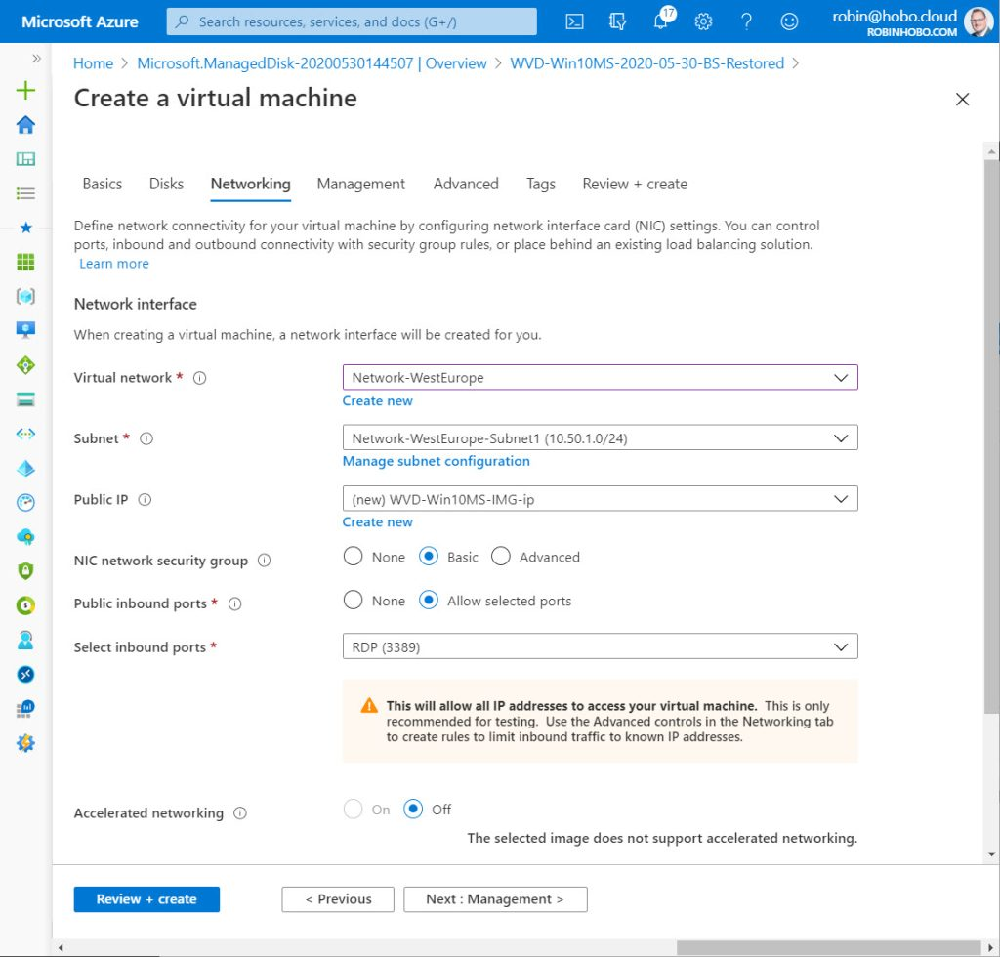 Microsoft Azure
Search resources, services, and docs (G+/)
17
robin@hobo.cloud
ROBINHOBO.COM
Home > Microsoft.ManagedDisk-20200530144507 | Overview > WVD-Win10MS-2020-05-30-BS-Restored >
Create a virtual machine
Basics Disks Networking Management Advanced Tags Review + create
Define network connectivity for your virtual machine by configuring network interface card (NIC) settings. You can control
ports, inbound and outbound connectivity with security group rules, or place behind an existing load balancing solution.
Learn more
Network interface
When creating a virtual machine, a network interface will be created for you.
Virtual network *
Network-WestEurope
Create new
Subnet *
Network-WestEurope-Subnet1 (10.50.1.0/24)
Manage subnet configuration
Public IP
(new) WVD-Win10MS-IMG-ip
Create new
NIC network security group
None Basic Advanced
Public inbound ports *
None Allow selected ports
Select inbound ports *
RDP (3389)
This will allow all IP addresses to access your virtual machine. This is only
recommended for testing. Use the Advanced controls in the Networking tab
to create rules to limit inbound traffic to known IP addresses.
Accelerated networking
On Off
The selected image does not support accelerated networking.
Review + create
< Previous
Next : Management >